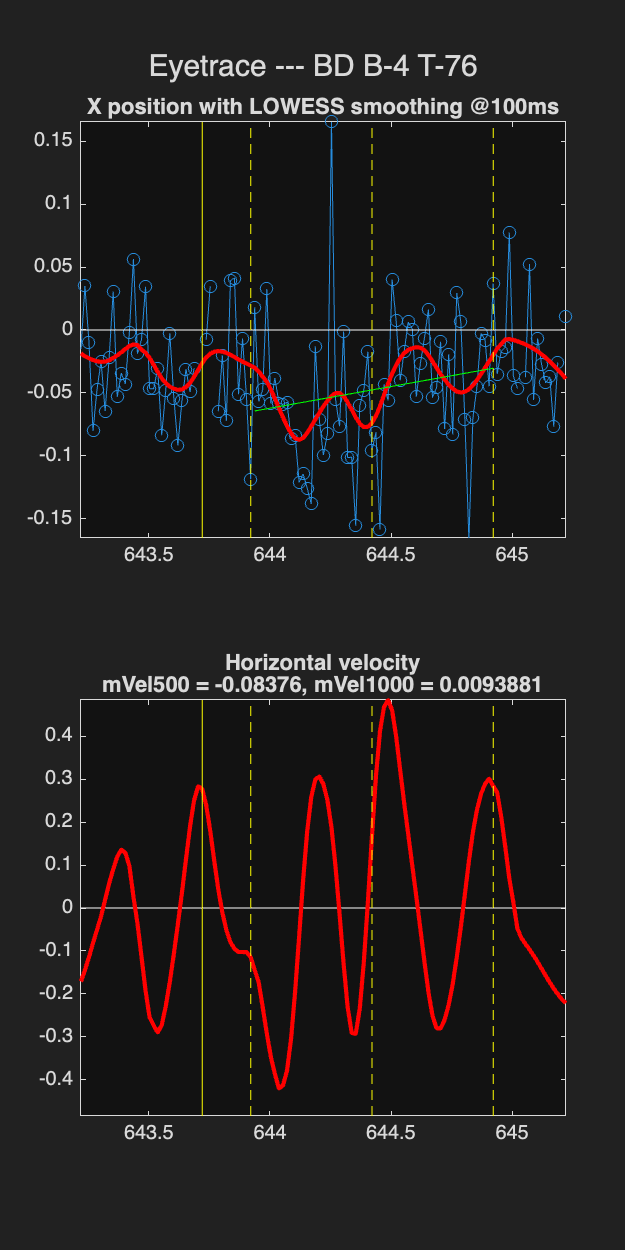 Eyetrace --- BD B-4 T-76
X position with LOWESS smoothing @100ms
0.15
0.1
0.05
0
-0.05
-0.1
-0.15
643.5 644 644.5 645
Horizontal velocity
mVel500 = -0.08376, mVel1000 = 0.0093881
0.4
0.3
0.2
0.1
0
-0.1
-0.2
-0.3
-0.4
643.5 644 644.5 645